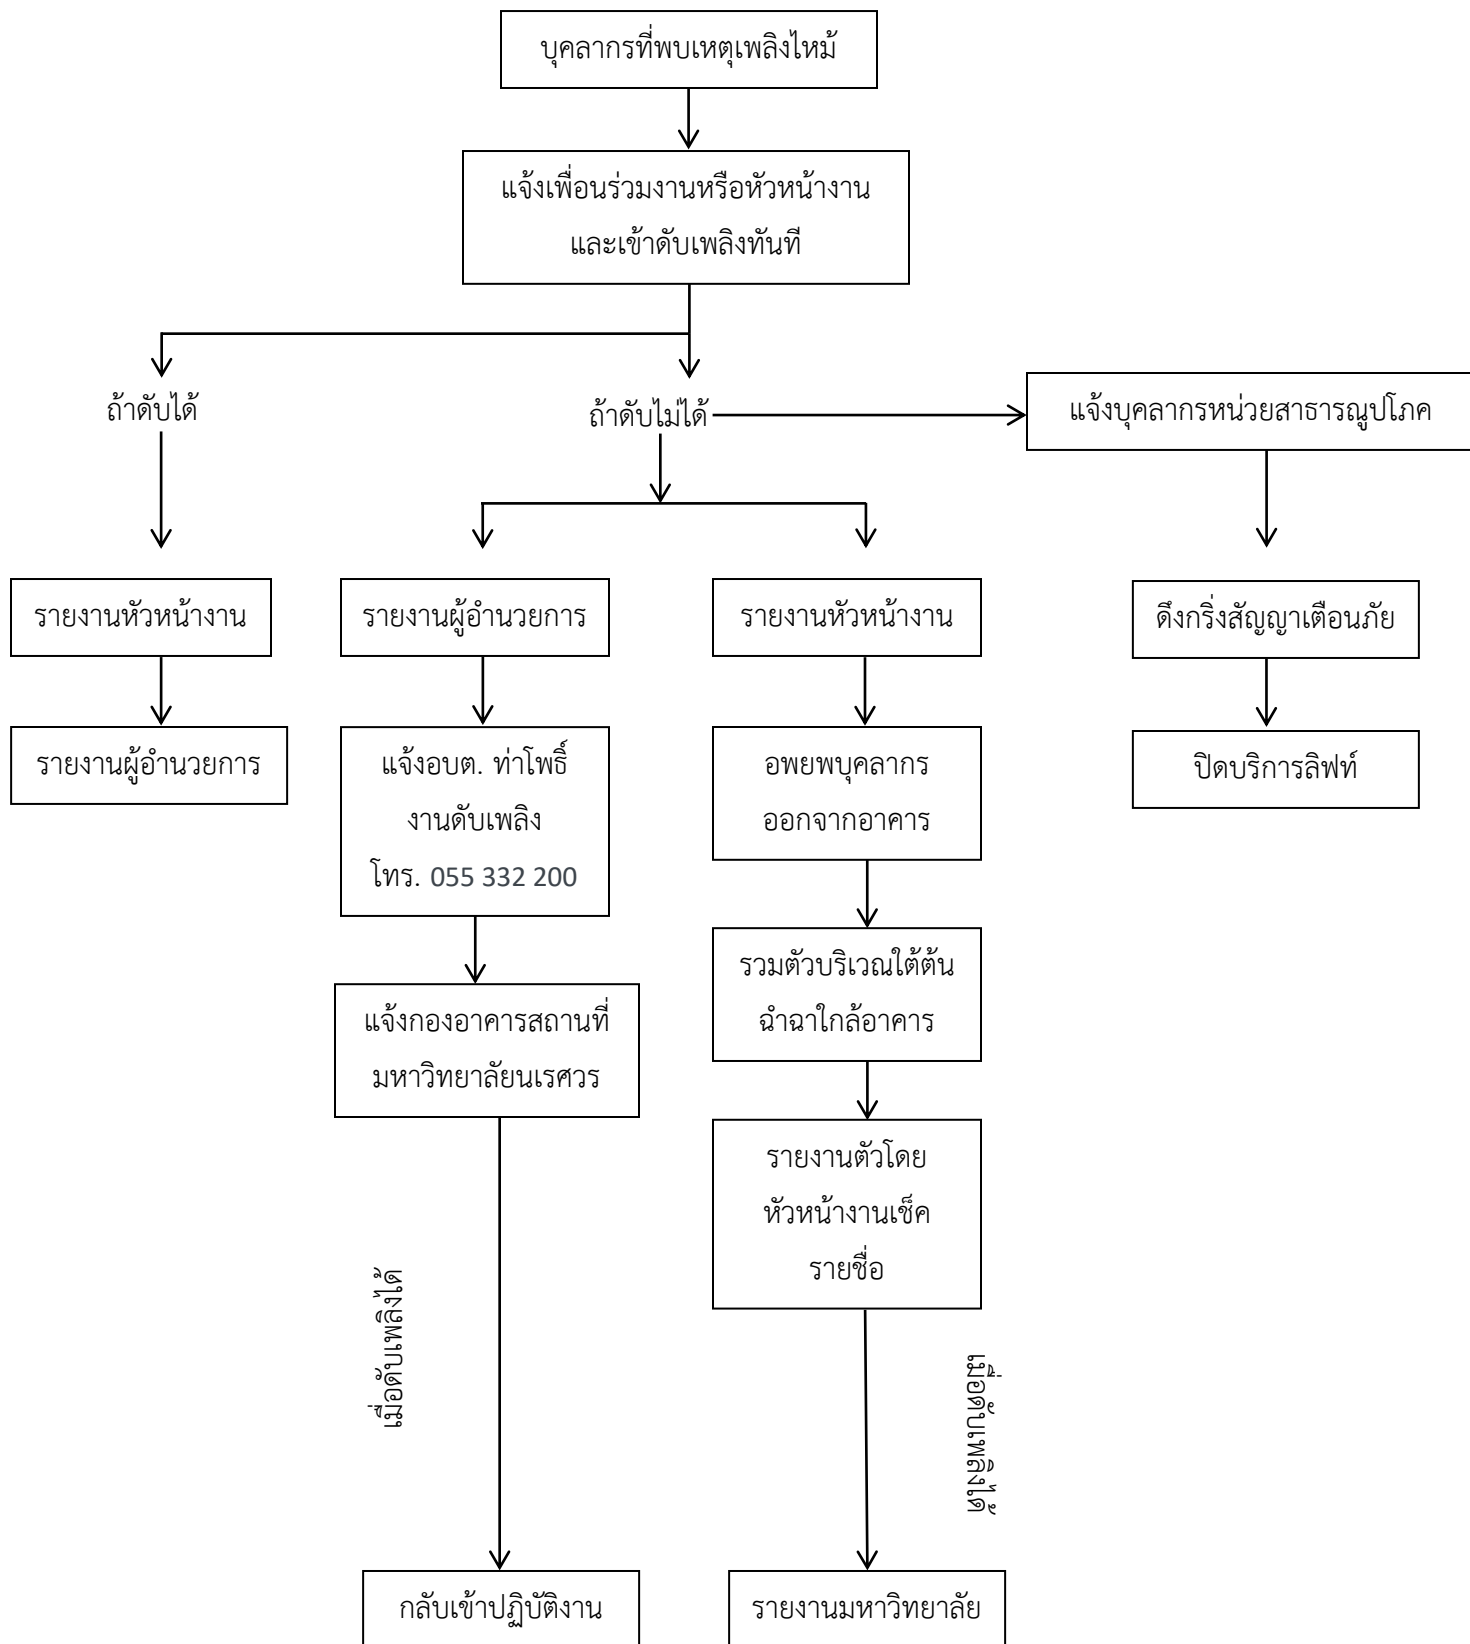 บุคลากรที่พบเหตุเพลิงไหม้
แจ้งเพื่อนร่วมงานหรือหัวหน้างาน
และเข้าดับเพลิงทันที
ถ้าดับได้
ถ้าดับไม่ได้
แจ้งบุคลากรหน่วยสาธารณูปโภค
รายงานหัวหน้างาน
รายงานผู้อำนวยการ
รายงานหัวหน้างาน
ดึงกริ่งสัญญาเตือนภัย
รายงานผู้อำนวยการ
แจ้งอบต. ท่าโพธิ์
งานดับเพลิง
โทร. 055 332 200
อพยพบุคลากร
ออกจากอาคาร
ปิดบริการลิฟท์
แจ้งกองอาคารสถานที่
มหาวิทยาลัยนเรศวร
รวมตัวบริเวณใต้ต้น
ฉำฉาใกล้อาคาร
รายงานตัวโดย
หัวหน้างานเช็ค
รายชื่อ
เมื่อดับเพลิงได้
เมื่อดับเพลิงได้
กลับเข้าปฏิบัติงาน
รายงานมหาวิทยาลัย